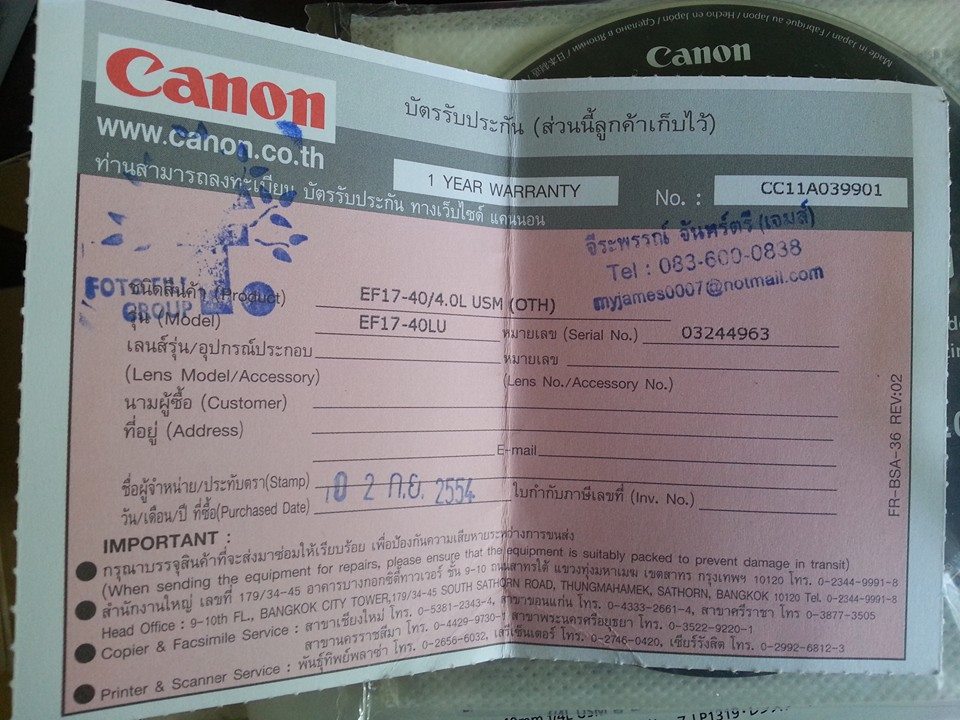 Made in Japan / Fabriqué au Japon / Hecho en Japón / Сделано в Японии / 日本製造
Canon
Canon
www.canon.co.th
บัตรรับประกัน (ส่วนนี้ลูกค้าเก็บไว้)
ท่านสามารถลงทะเบียน บัตรรับประกัน ทางเว็บไซด์ แคนนอน
1 YEAR WARRANTY
No. : CC11A039901
จีระพรรณ์ จันทร์ตรี (เจมส์)
Tel : 083-600-0838
myjames0007@hotmail.com
GROUP
ชนิดสินค้า (Product) EF17-40/4.0L USM (OTH)
รุ่น (Model) EF17-40LU หมายเลข (Serial No.) 03244963
เลนส์รุ่น/อุปกรณ์ประกอบ หมายเลข
(Lens Model/Accessory) (Lens No./Accessory No.)
นามผู้ซื้อ (Customer)
ที่อยู่ (Address)
E-mail
ชื่อผู้จำหน่าย/ประทับตรา(Stamp)
0 2 ก.ย. 2554
วัน/เดือน/ปี ที่ซื้อ(Purchased Date) ใบกำกับภาษีเลขที่ (Inv. No.)
FR-BSA-36 REV:02
IMPORTANT :
กรุณาบรรจุสินค้าที่จะส่งมาซ่อมให้เรียบร้อย เพื่อป้องกันความเสียหายระหว่างการขนส่ง
(When sending the equipment for repairs, please ensure that the equipment is suitably packed to prevent damage in transit)
สำนักงานใหญ่ เลขที่ 179/34-45 อาคารบางกอกซิตี้ทาวเวอร์ ชั้น 9-10 ถนนสาทรใต้ แขวงทุ่งมหาเมฆ เขตสาทร กรุงเทพฯ 10120 โทร. 0-2344-9991-8
Head Office : 9-10th FL., BANGKOK CITY TOWER,179/34-45 SOUTH SATHORN ROAD, THUNGMAHAMEK, SATHORN, BANGKOK 10120 Tel. 0-2344-9991-8
Copier & Facsimile Service : สาขาเชียงใหม่ โทร. 0-5381-2343-4, สาขาขอนแก่น โทร. 0-4333-2661-4, สาขาศรีราชา โทร 0-3877-3505
สาขานครราชสีมา โทร. 0-4429-9730-1 สาขาพระนครศรีอยุธยา โทร. 0-3522-9220-1
Printer & Scanner Service : พันธุ์ทิพย์พลาซ่า โทร. 0-2656-6032, เสรีเซ็นเตอร์ โทร. 0-2746-0420, เซียร์รังสิต โทร. 0-2992-6812-3